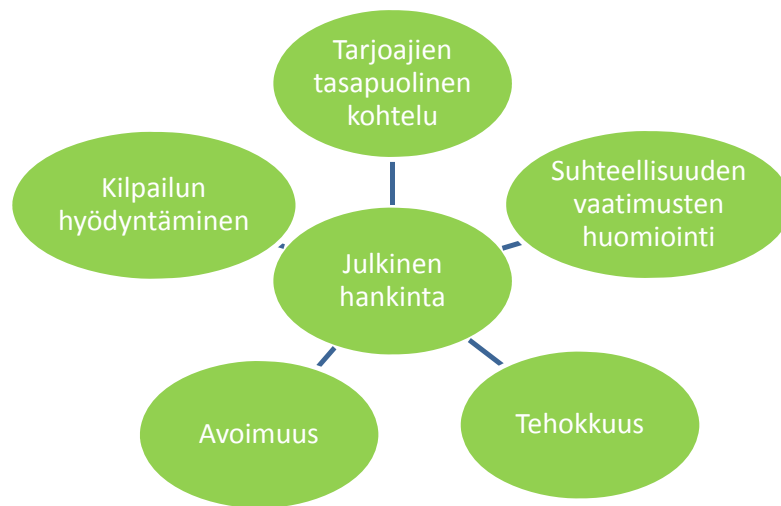 Tarjoajien
tasapuolinen
kohtelu
Kilpailun
hyödyntäminen
Suhteellisuuden
vaatimusten
huomiointi
Julkinen
hankinta
Avoimuus
Tehokkuus